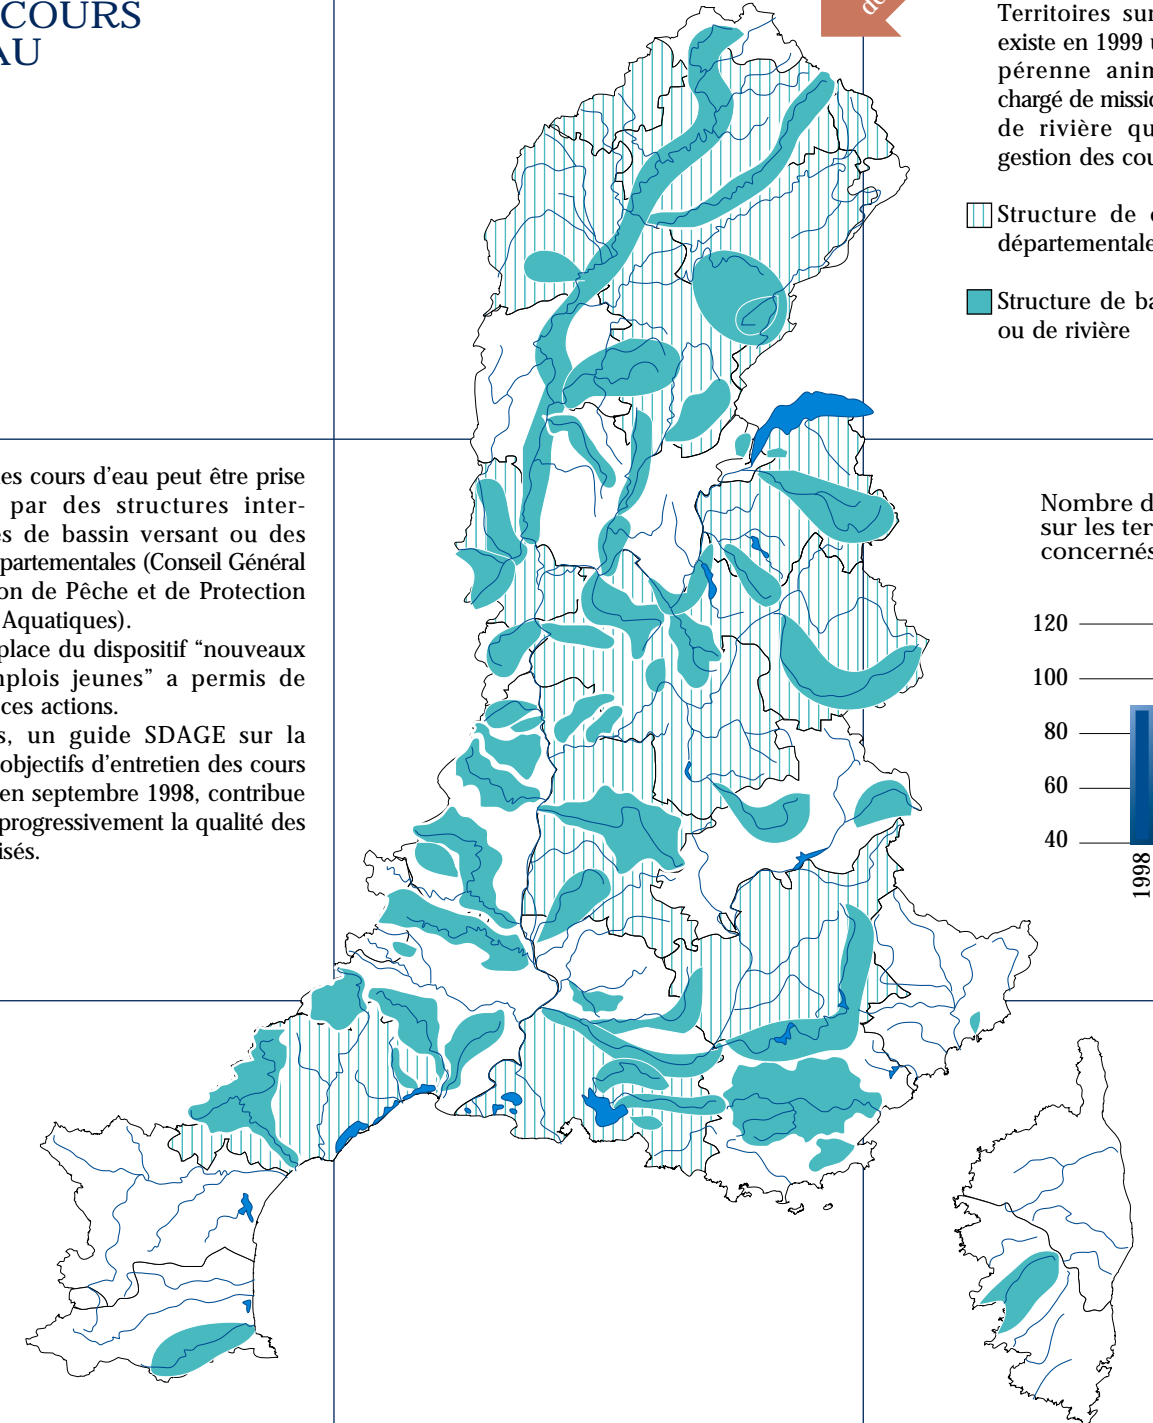 COURS
AU
de
Territoires sur
existe en 1999 u
pérenne anim
chargé de missio
de rivière qu
gestion des cou
Structure de
départementale
Structure de ba
ou de rivière
les cours d'eau peut être prise
par des structures inter-
es de bassin versant ou des
partementales (Conseil Général
on de Pêche et de Protection
Aquatiques).
place du dispositif “nouveaux
mplois jeunes” a permis de
ces actions.
s, un guide SDAGE sur la
objectifs d'entretien des cours
en septembre 1998, contribue
progressivement la qualité des
isés.
Nombre d
sur les ter
concernés
120
100
80
60
40
1998